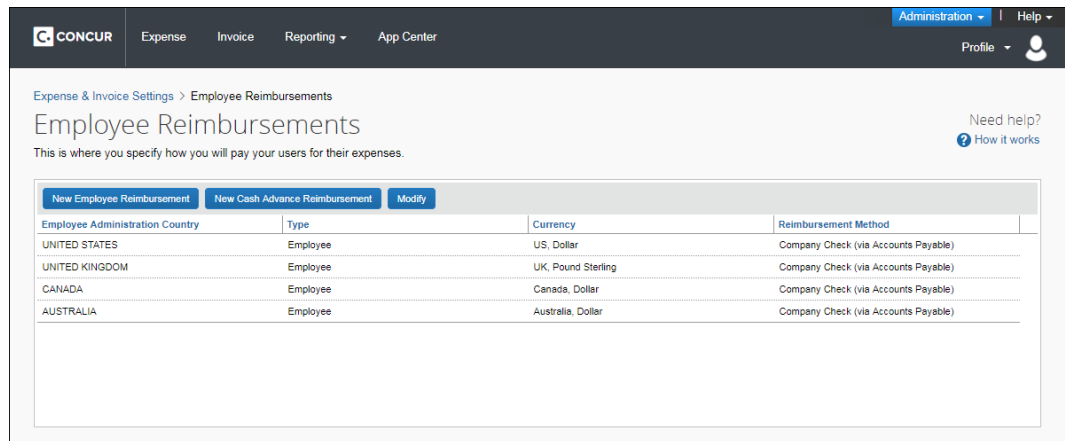 Administration | Help
C. CONCUR Expense Invoice Reporting App Center
Profile
Expense & Invoice Settings > Employee Reimbursements
Employee Reimbursements
Need help?
This is where you specify how you will pay your users for their expenses.
? How it works
New Employee Reimbursement New Cash Advance Reimbursement Modify
Employee Administration Country Type Currency Reimbursement Method
UNITED STATES Employee US, Dollar Company Check (via Accounts Payable)
UNITED KINGDOM Employee UK, Pound Sterling Company Check (via Accounts Payable)
CANADA Employee Canada, Dollar Company Check (via Accounts Payable)
AUSTRALIA Employee Australia, Dollar Company Check (via Accounts Payable)